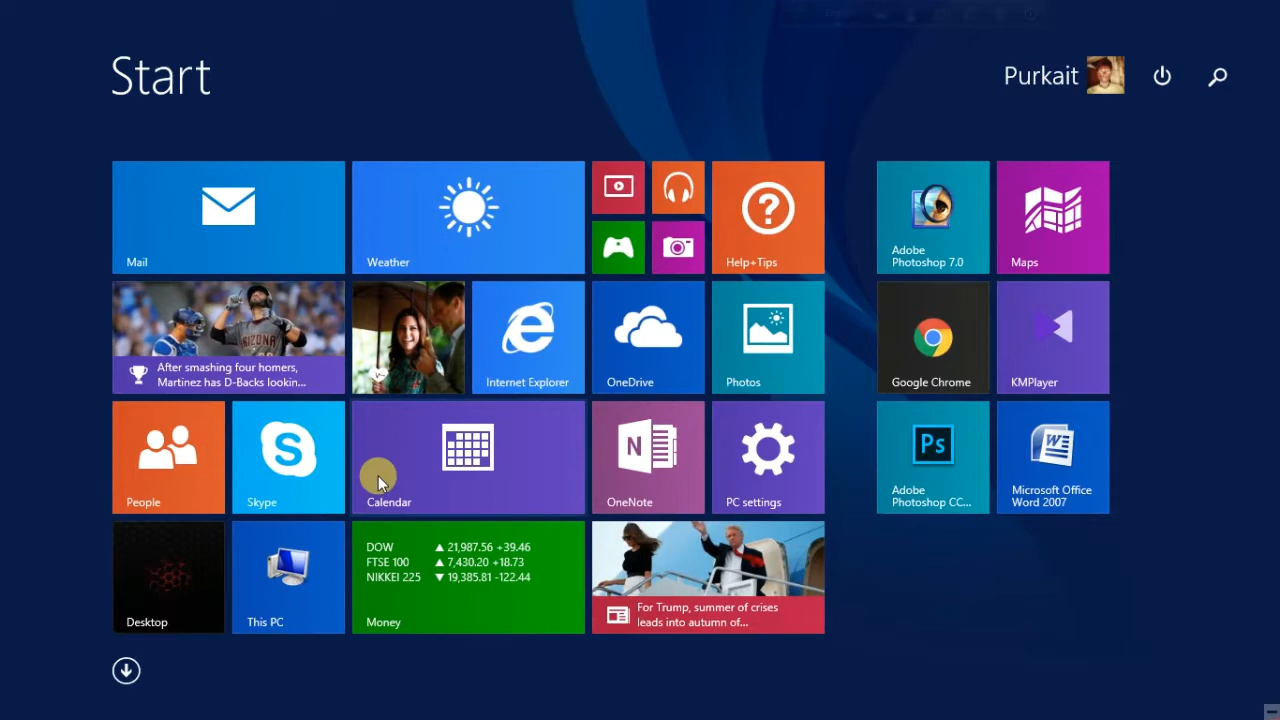 Start
Purkait
Mail
Weather
Help+Tips
Adobe
Photoshop 7.0
Maps
ARIZONA
After smashing four homers,
Martinez has D-Backs lookin...
Internet Explorer
OneDrive
Photos
Google Chrome
KMPlayer
People
S
Skype
Calendar
N
OneNote
PC settings
Ps
Adobe
Photoshop CC...
W
Microsoft Office
Word 2007
Desktop
This PC
DOW ▲ 21,987.56 +39.46
FTSE 100 ▲ 7,430.20 +18.73
NIKKEI 225 ▼ 19,385.81 -122.44
Money
For Trump, summer of crises
leads into autumn of...